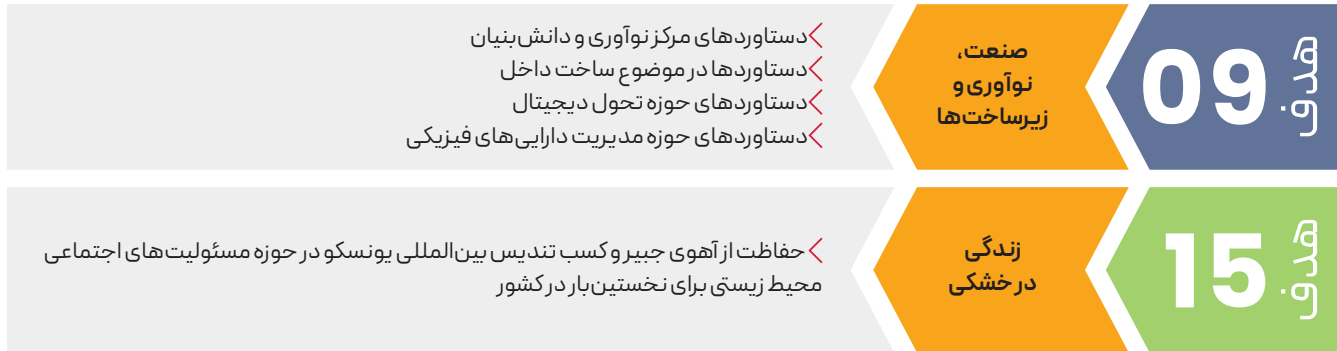 هدف
09
صنعت،
نوآوری و
زیرساخت‌ها
دستاوردهای مرکز نوآوری و دانش‌بنیان
دستاوردها در موضوع ساخت داخل
دستاوردهای حوزه تحول دیجیتال
دستاوردهای حوزه مدیریت دارایی‌های فیزیکی
هدف
15
زندگی
در خشکی
حفاظت از آهوی جبیر و کسب تندیس بین‌المللی یونسکو در حوزه مسئولیت‌های اجتماعی
محیط زیستی برای نخستین‌بار در کشور